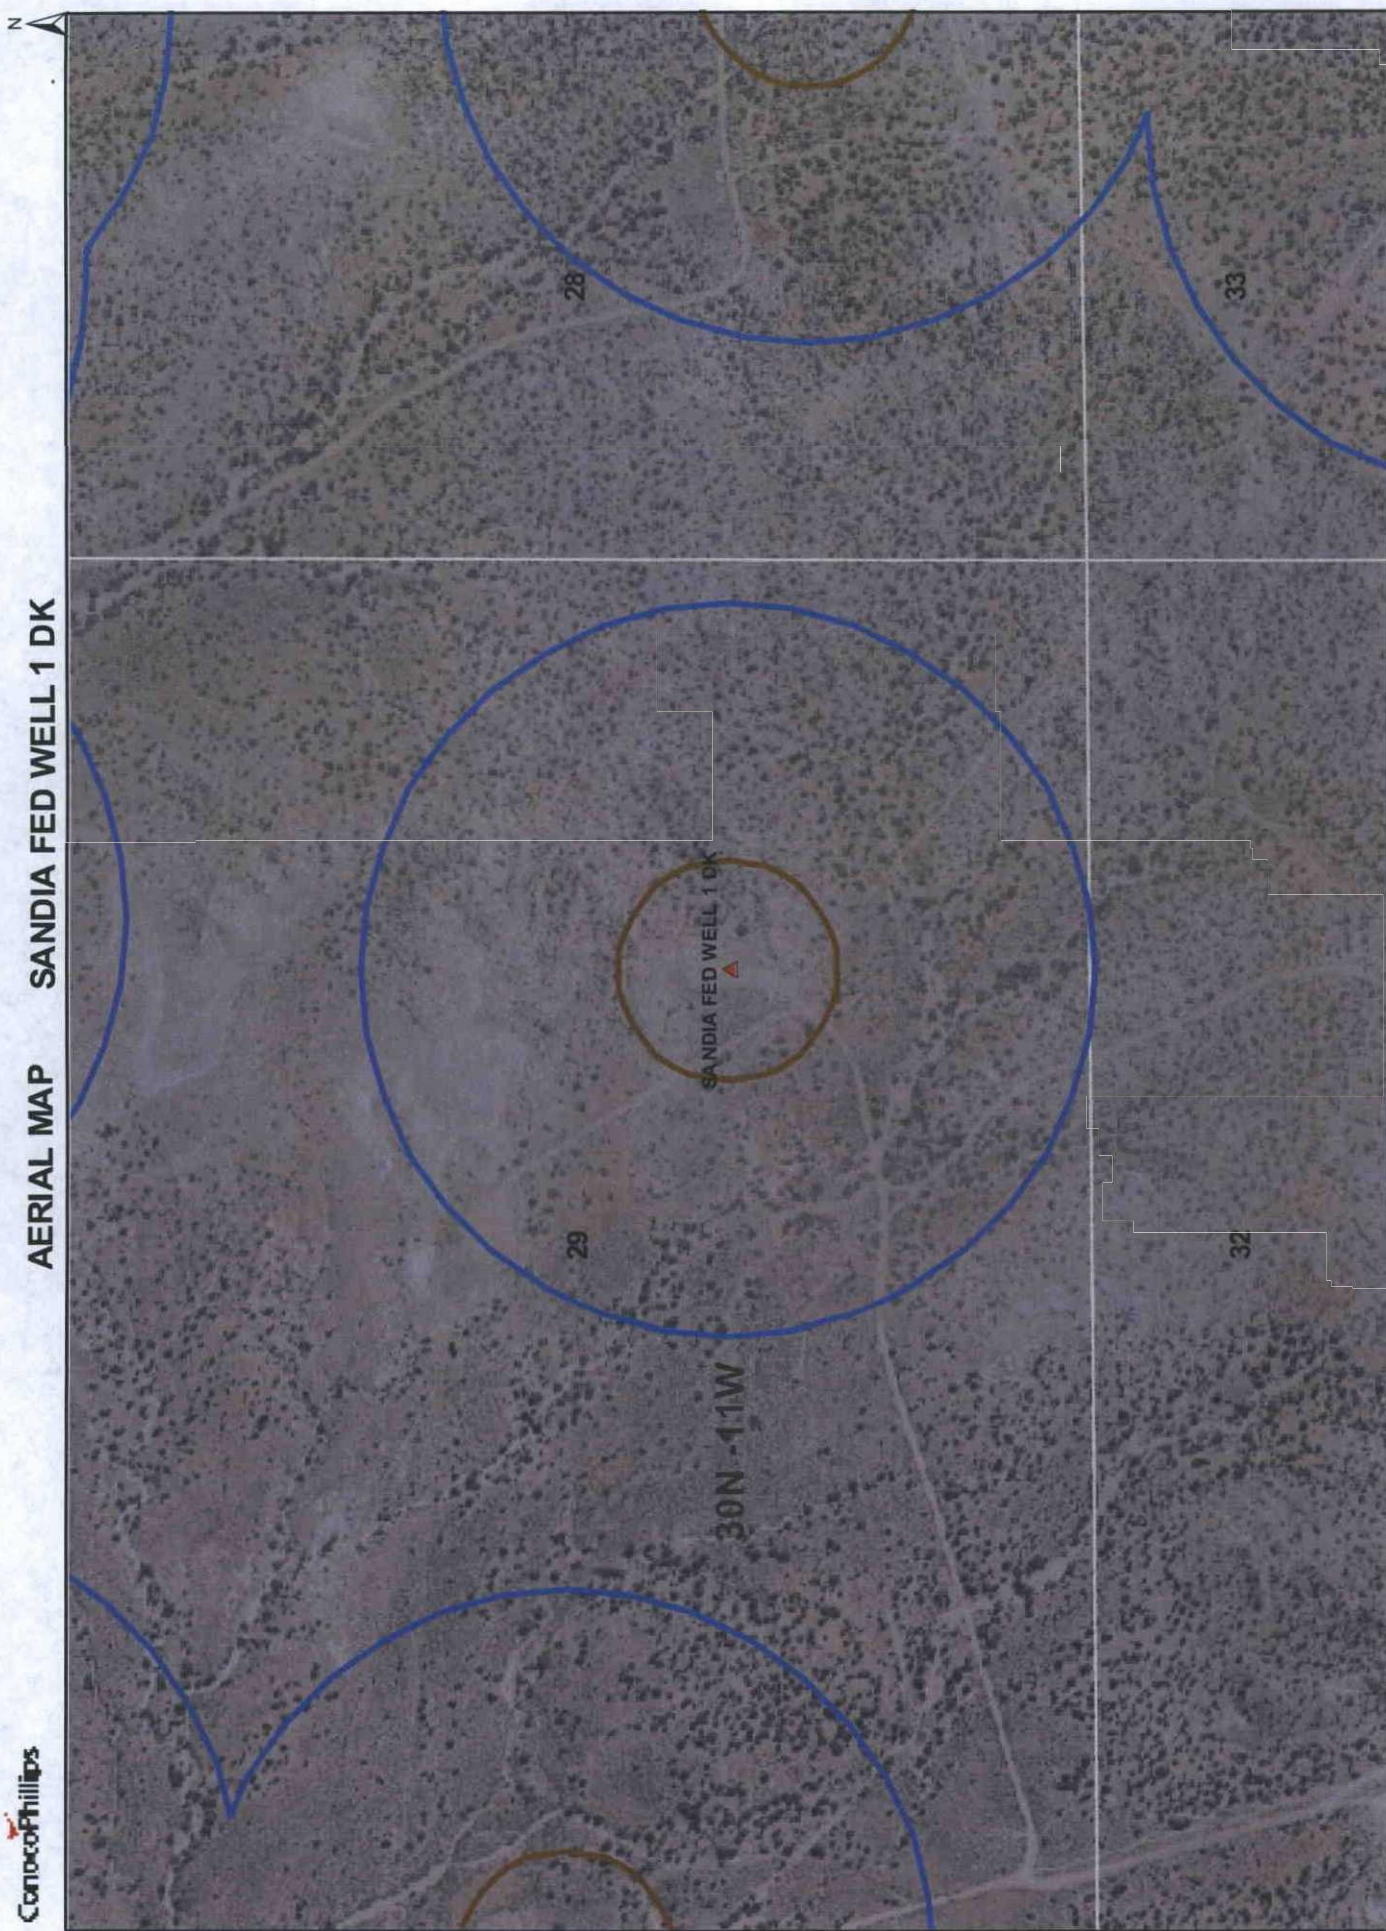 ConocoPhillips
AERIAL MAP SANDIA FED WELL 1 DK
N
28
29
SANDIA FED WELL 1 DK
30N -11W
33
32